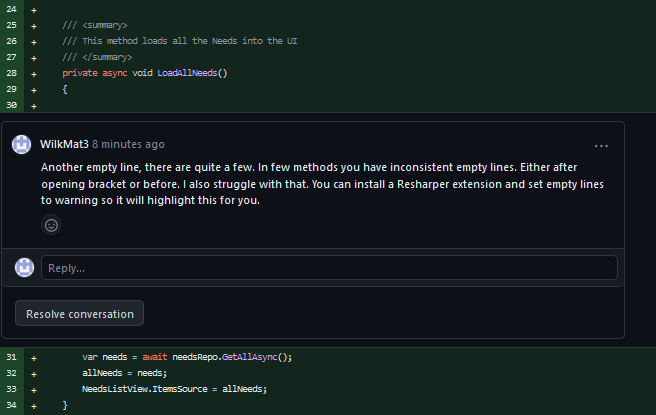 24 +
25 + /// <summary>
26 + /// This method loads all the Needs into the UI
27 + /// </summary>
28 + private async void LoadAllNeeds()
29 + {
30 +
WilkMat3 8 minutes ago
Another empty line, there are quite a few. In few methods you have inconsistent empty lines. Either after
opening bracket or before. I also struggle with that. You can install a Resharper extension and set empty lines
to warning so it will highlight this for you.
Reply...
Resolve conversation
31 + var needs = await needsRepo.GetAllAsync();
32 + allNeeds = needs;
33 + NeedsListView.ItemsSource = allNeeds;
34 + }